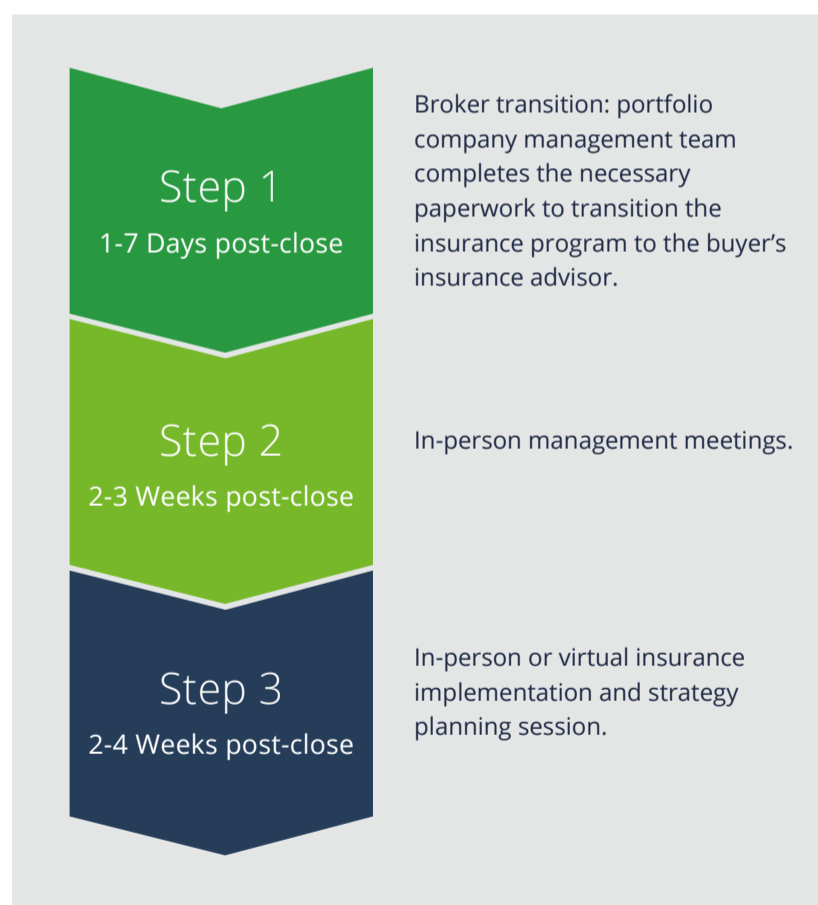 Step 1
1-7 Days post-close
Broker transition: portfolio
company management team
completes the necessary
paperwork to transition the
insurance program to the buyer’s
insurance advisor.
Step 2
2-3 Weeks post-close
In-person management meetings.
Step 3
2-4 Weeks post-close
In-person or virtual insurance
implementation and strategy
planning session.